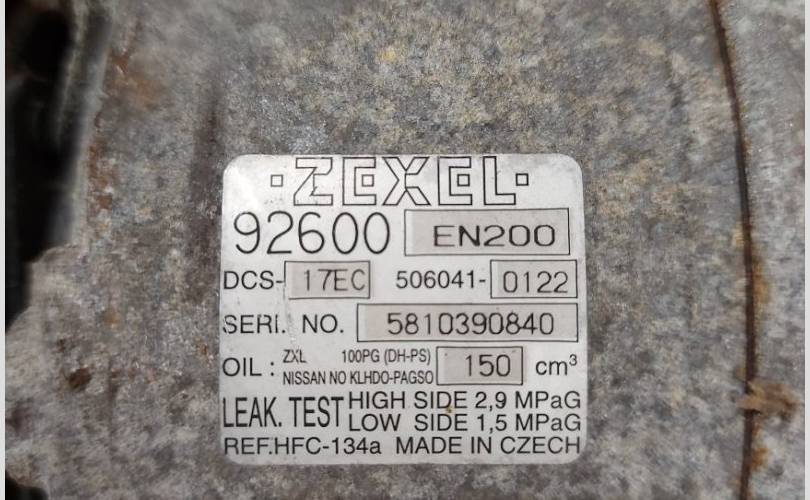 ·ZEXEL·
92600 EN200
DCS- 17EC 506041- 0122
SERI. NO. 5810390840
OIL : ZXL 100PG (DH-PS) 150 cm³
NISSAN NO KLHDO-PAGSO
LEAK. TEST HIGH SIDE 2,9 MPaG
LOW SIDE 1,5 MPaG
REF.HFC-134a MADE IN CZECH